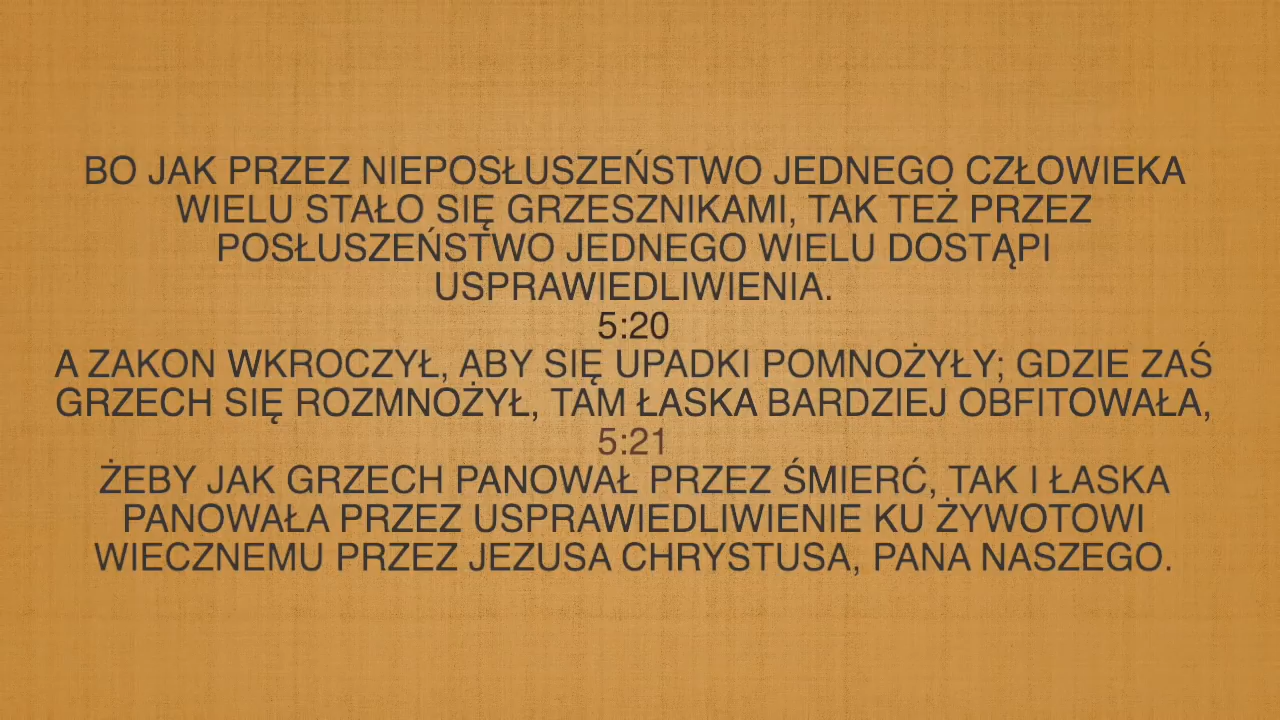 BO JAK PRZEZ NIEPOSŁUSZEŃSTWO JEDNEGO CZŁOWIEKA
WIELU STAŁO SIĘ GRZESZNIKAMI, TAK TEŻ PRZEZ
POSŁUSZEŃSTWO JEDNEGO WIELU DOSTĄPI
USPRAWIEDLIWIENIA.
5:20
A ZAKON WKROCZYŁ, ABY SIĘ UPADKI POMNOŻYŁY; GDZIE ZAŚ
GRZECH SIĘ ROZMNOŻYŁ, TAM ŁASKA BARDZIEJ OBFITOWAŁA,
5:21
ŻEBY JAK GRZECH PANOWAŁ PRZEZ ŚMIERĆ, TAK I ŁASKA
PANOWAŁA PRZEZ USPRAWIEDLIWIENIE KU ŻYWOTOWI
WIECZNEMU PRZEZ JEZUSA CHRYSTUSA, PANA NASZEGO.